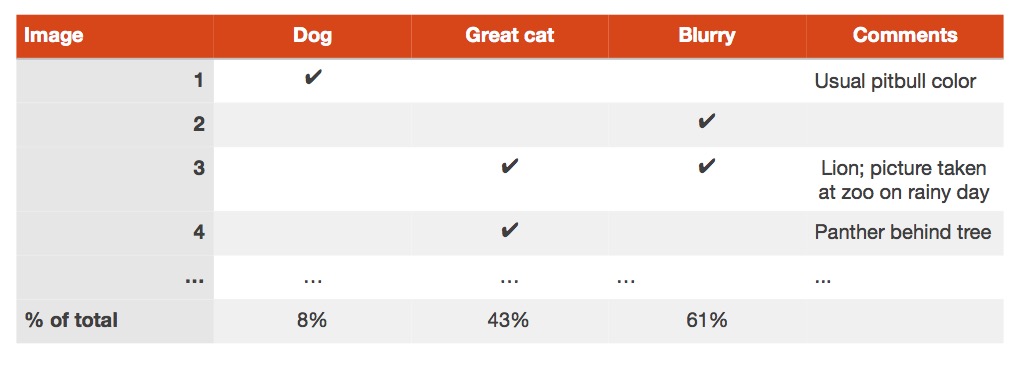 Image Dog Great cat Blurry Comments
1 ✔ Usual pitbull color
2 ✔
3 ✔ ✔ Lion; picture taken
at zoo on rainy day
4 ✔ Panther behind tree
... ... ... ... ...
% of total 8% 43% 61%